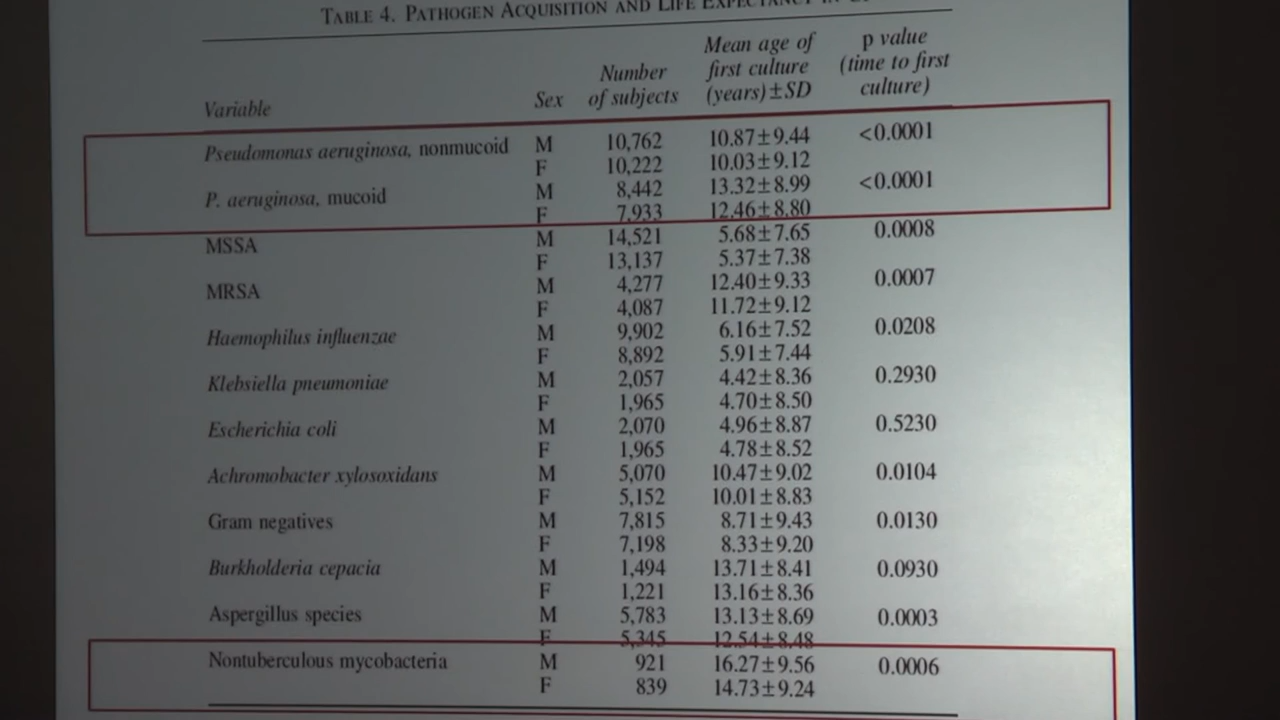 TABLE 4. PATHOGEN ACQUISITION AND LIFE EXPECTANCY
Variable Sex Number of subjects Mean age of first culture (years)±SD p value (time to first culture)
Pseudomonas aeruginosa, nonmucoid M 10,762 10.87±9.44 <0.0001
F 10,222 10.03±9.12
P. aeruginosa, mucoid M 8,442 13.32±8.99 <0.0001
F 7,933 12.46±8.80
MSSA M 14,521 5.68±7.65 0.0008
F 13,137 5.37±7.38
MRSA M 4,277 12.40±9.33 0.0007
F 4,087 11.72±9.12
Haemophilus influenzae M 9,902 6.16±7.52 0.0208
F 8,892 5.91±7.44
Klebsiella pneumoniae M 2,057 4.42±8.36 0.2930
F 1,965 4.70±8.50
Escherichia coli M 2,070 4.96±8.87 0.5230
F 1,965 4.78±8.52
Achromobacter xylosoxidans M 5,070 10.47±9.02 0.0104
F 5,152 10.01±8.83
Gram negatives M 7,815 8.71±9.43 0.0130
F 7,198 8.33±9.20
Burkholderia cepacia M 1,494 13.71±8.41 0.0930
F 1,221 13.16±8.36
Aspergillus species M 5,783 13.13±8.69 0.0003
F 5,345 12.54±8.48
Nontuberculous mycobacteria M 921 16.27±9.56 0.0006
F 839 14.73±9.24